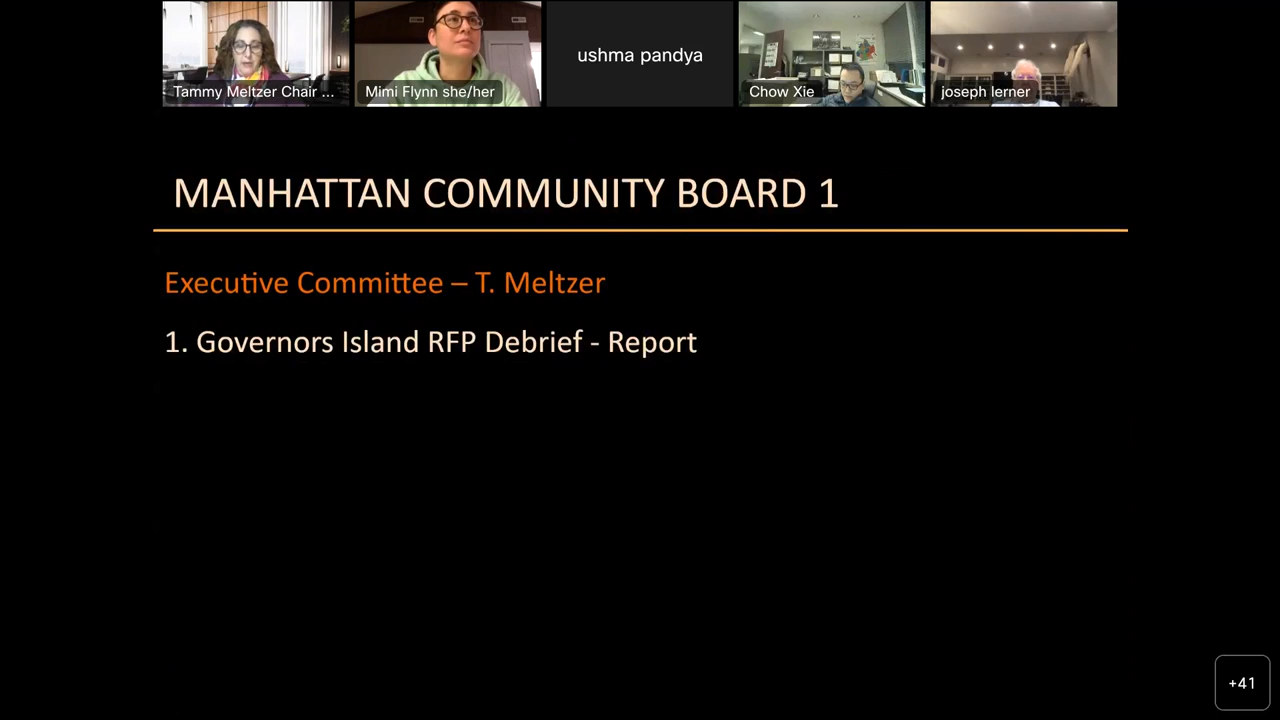 Tammy Meltzer Chair ...
Mimi Flynn she/her
ushma pandya
Chow Xie
joseph lerner
MANHATTAN COMMUNITY BOARD 1
Executive Committee – T. Meltzer
1. Governors Island RFP Debrief - Report
+41